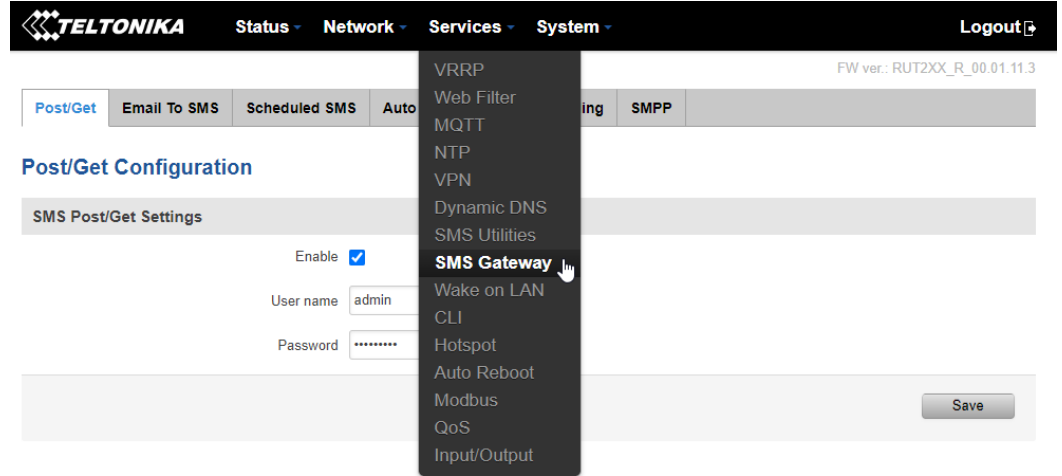 TELTONIKA Status Network Services System Logout
FW ver.: RUT2XX_R_00.01.11.3
Post/Get Email To SMS Scheduled SMS Auto ing SMPP
Post/Get Configuration
SMS Post/Get Settings
Enable
User name admin
Password •••••••••
Save
VRRP
Web Filter
MQTT
NTP
VPN
Dynamic DNS
SMS Utilities
SMS Gateway
Wake on LAN
CLI
Hotspot
Auto Reboot
Modbus
QoS
Input/Output